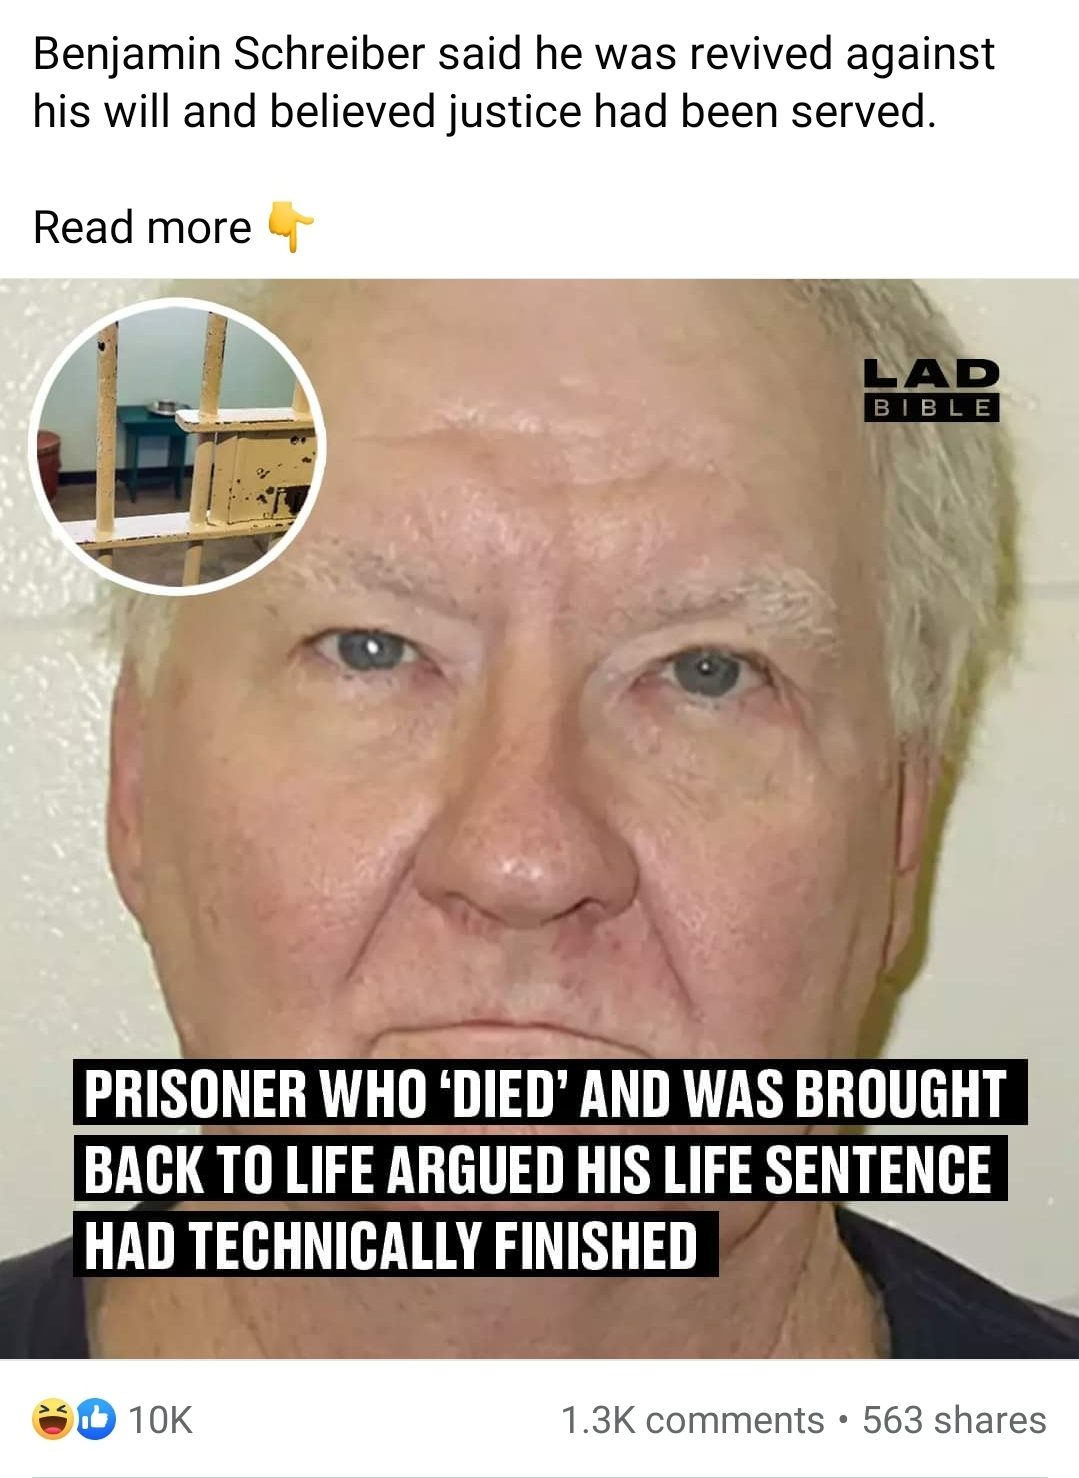 Benjamin Schreiber said he was revived against
his will and believed justice had been served.
Read more 👇
LAD
BIBLE
PRISONER WHO ‘DIED’ AND WAS BROUGHT
BACK TO LIFE ARGUED HIS LIFE SENTENCE
HAD TECHNICALLY FINISHED
10K
1.3K comments • 563 shares